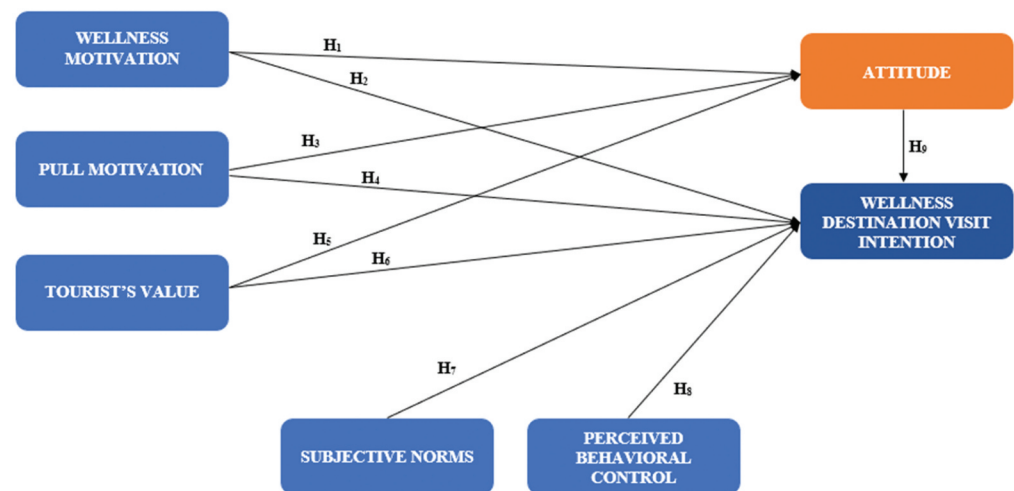 WELLNESS
MOTIVATION
H₁
ATTITUDE
H₂
H₃
H₉
PULL MOTIVATION
H₄
WELLNESS
DESTINATION VISIT
INTENTION
H₅
H₆
TOURIST'S VALUE
H₇
H₈
SUBJECTIVE NORMS
PERCEIVED
BEHAVIORAL
CONTROL